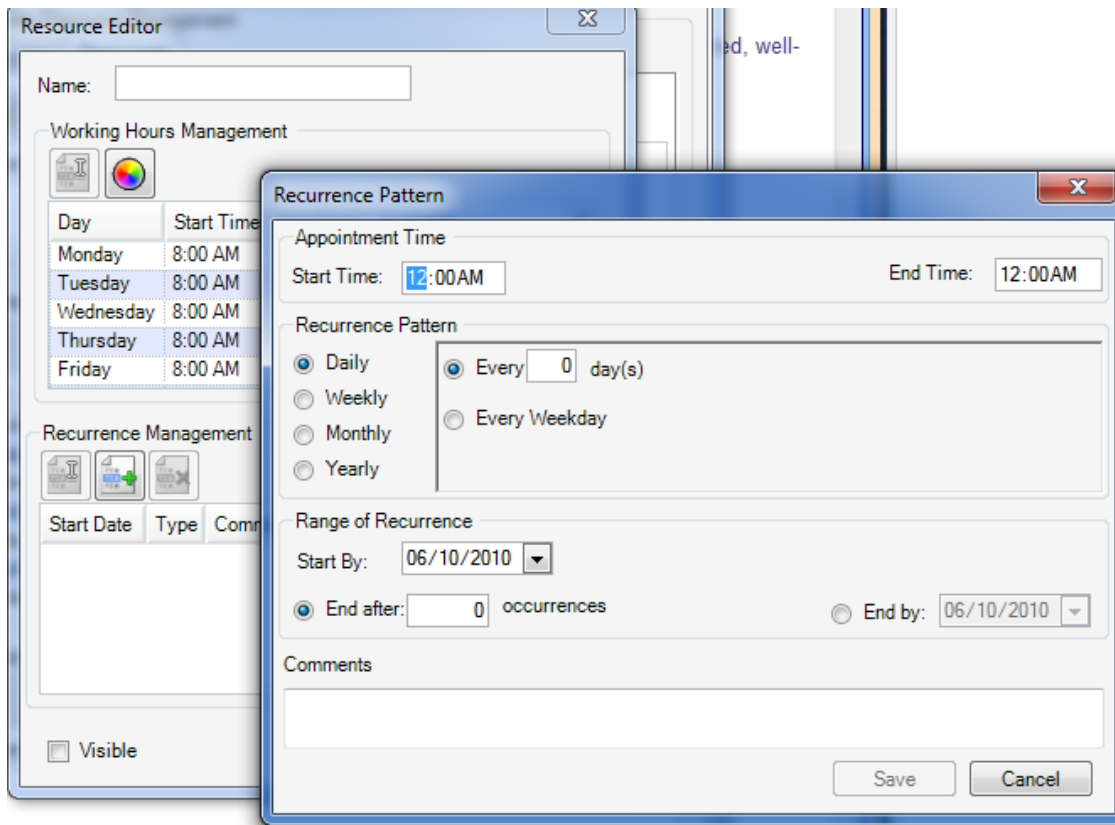 Resource Editor
ed, well-
Name:
Working Hours Management
Day Start Time
Monday 8:00 AM
Tuesday 8:00 AM
Wednesday 8:00 AM
Thursday 8:00 AM
Friday 8:00 AM
Recurrence Management
Start Date Type Comm
Visible
Recurrence Pattern
Appointment Time
Start Time: 12:00AM End Time: 12:00AM
Recurrence Pattern
Daily
Weekly
Monthly
Yearly
Every 0 day(s)
Every Weekday
Range of Recurrence
Start By: 06/10/2010
End after: 0 occurrences End by: 06/10/2010
Comments
Save Cancel